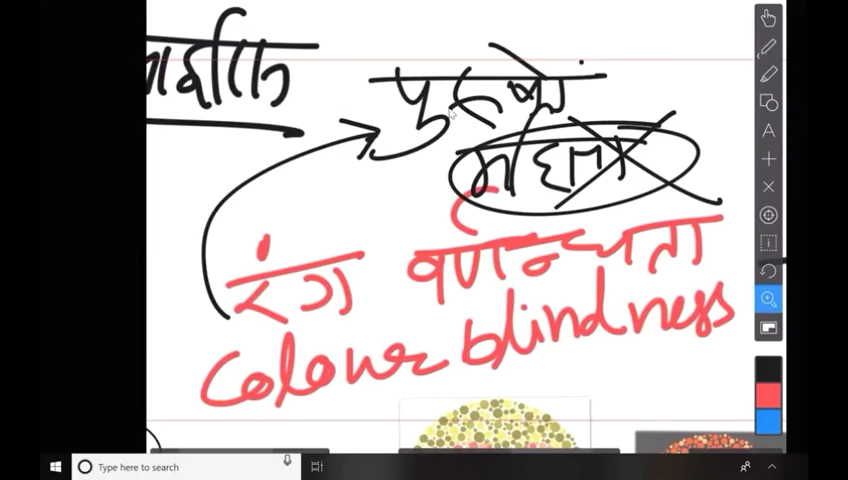 पुरुषों
महिला
रंग वर्णान्धता
colour blindness
Type here to search